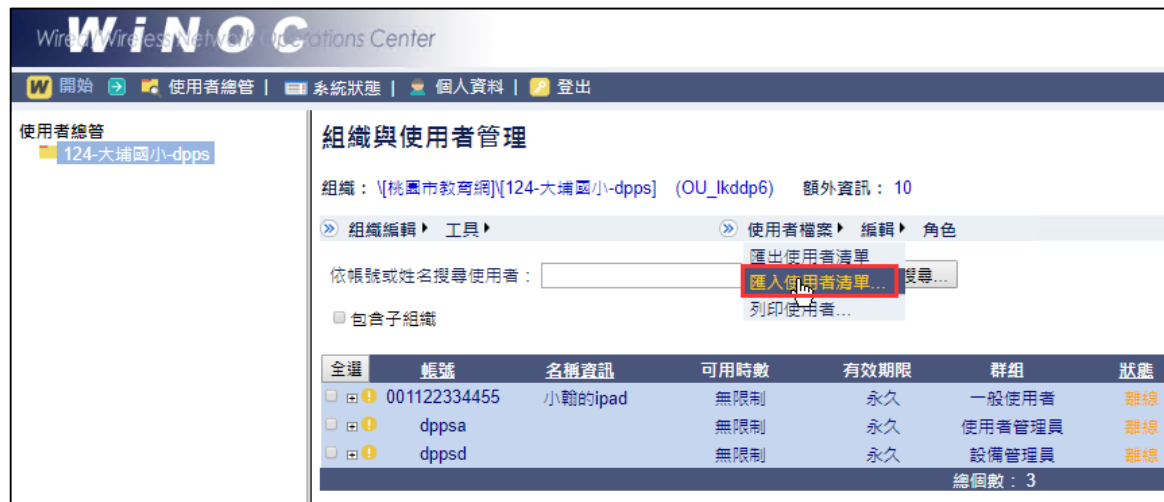 WiNOC
Wired/Wireless Network Operations Center
W 開始 使用者總管 | 系統狀態 | 個人資料 | 登出
使用者總管
124-大埔國小-dpps
組織與使用者管理
組織： \[桃園市教育網]\[124-大埔國小-dpps] (OU_lkddp6) 額外資訊： 10
組織編輯 工具 使用者檔案 編輯 角色
匯出使用者清單
依帳號或姓名搜尋使用者： 匯入使用者清單... 搜尋...
列印使用者...
包含子組織
全選 帳號 名稱資訊 可用時數 有效期限 群組 狀態
001122334455 小翰的ipad 無限制 永久 一般使用者 離線
dppsa 無限制 永久 使用者管理員 離線
dppsd 無限制 永久 設備管理員 離線
總個數： 3